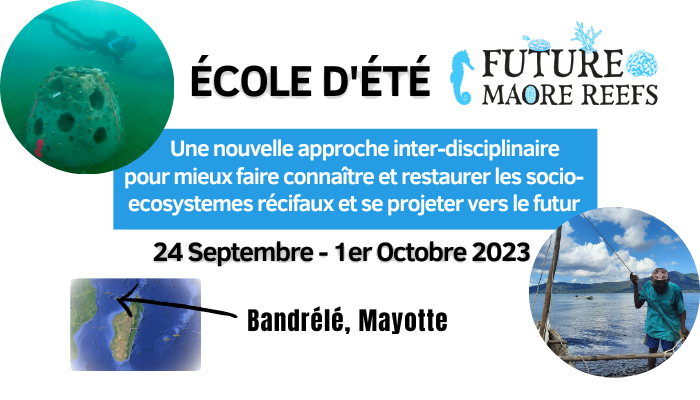 ÉCOLE D'ÉTÉ
FUTURE
MAORE REEFS
Une nouvelle approche inter-disciplinaire
pour mieux faire connaître et restaurer les socio-
ecosystemes récifaux et se projeter vers le futur
24 Septembre - 1er Octobre 2023
Bandrélé, Mayotte